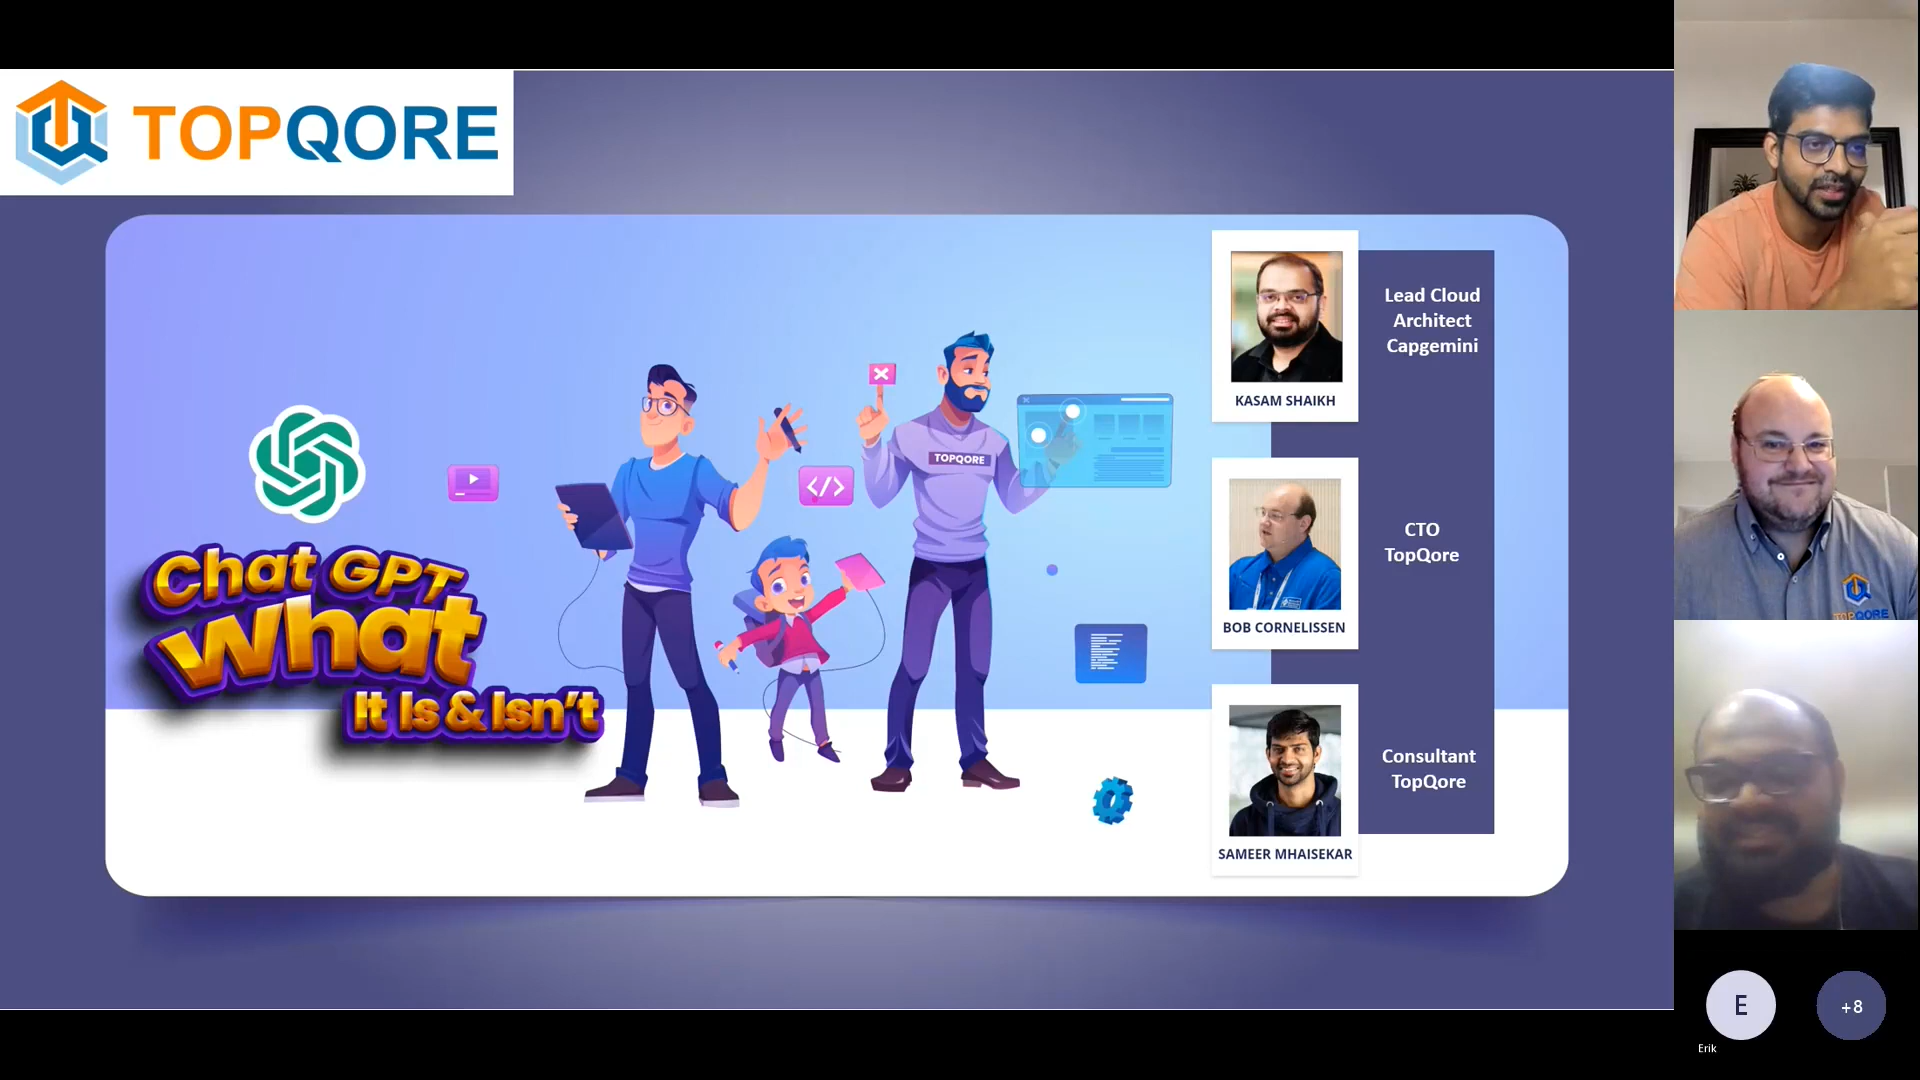 TOPQORE
Lead Cloud
Architect
Capgemini
KASAM SHAIKH
TOPQORE
</>
CTO
TopQore
BOB CORNELISSEN
Chat GPT
What
It Is & Isn't
Consultant
TopQore
SAMEER MHAISEKAR
TOPQORE
E
+8
Erik